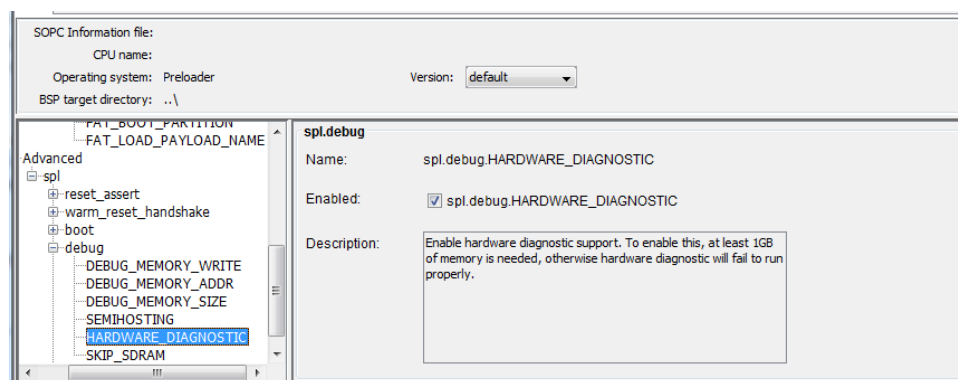 SOPC Information file:
CPU name:
Operating system: Preloader Version: default
BSP target directory: ..\
FAT_BOOT_PARTITION
FAT_LOAD_PAYLOAD_NAME
Advanced
spl
reset_assert
warm_reset_handshake
boot
debug
DEBUG_MEMORY_WRITE
DEBUG_MEMORY_ADDR
DEBUG_MEMORY_SIZE
SEMIHOSTING
HARDWARE_DIAGNOSTIC
SKIP_SDRAM
spl.debug
Name: spl.debug.HARDWARE_DIAGNOSTIC
Enabled: spl.debug.HARDWARE_DIAGNOSTIC
Description: Enable hardware diagnostic support. To enable this, at least 1GB
of memory is needed, otherwise hardware diagnostic will fail to run
properly.